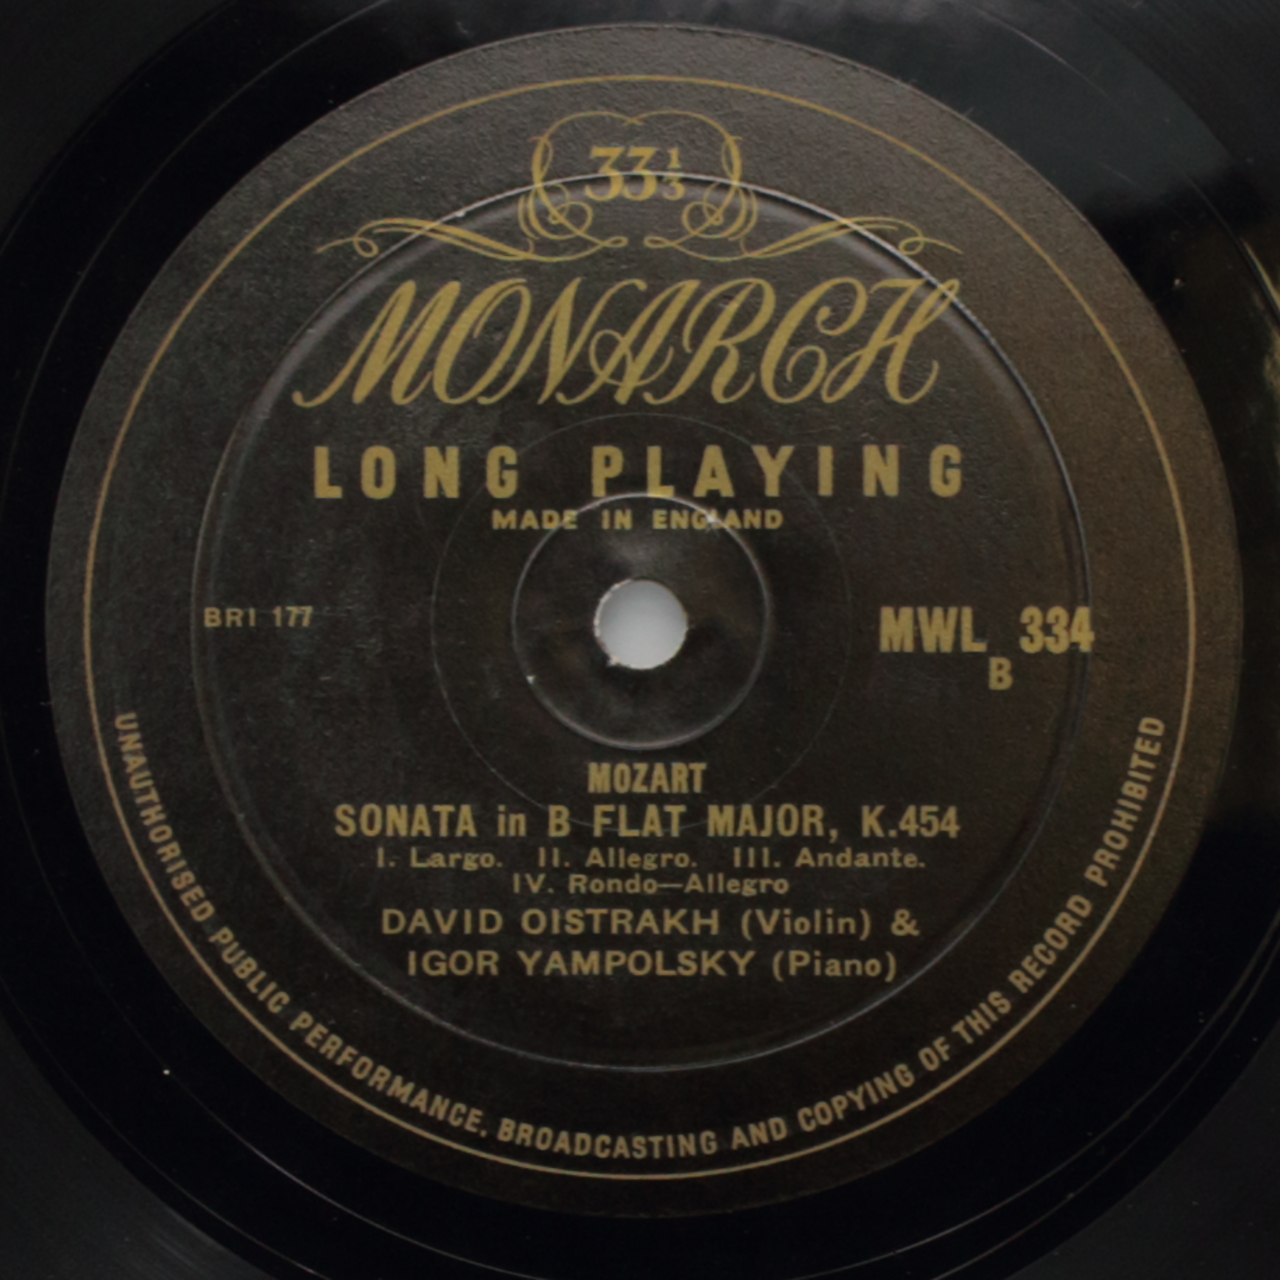 33⅓
MONARCH
LONG PLAYING
MADE IN ENGLAND
BRI 177
MWL 334
B
MOZART
SONATA in B FLAT MAJOR, K.454
I. Largo. II. Allegro. III. Andante.
IV. Rondo—Allegro
DAVID OISTRAKH (Violin) &
IGOR YAMPOLSKY (Piano)
UNAUTHORISED PUBLIC PERFORMANCE, BROADCASTING AND COPYING OF THIS RECORD PROHIBITED